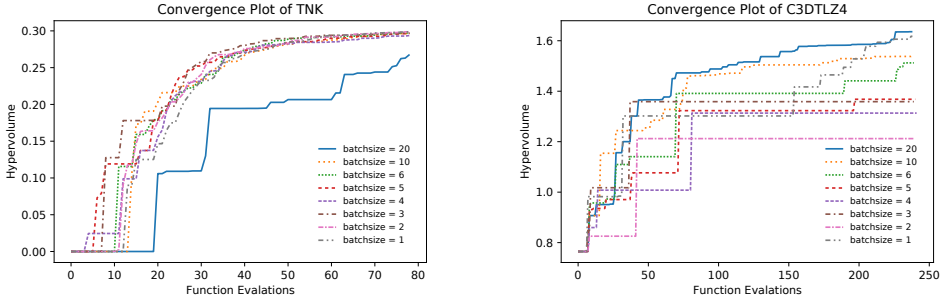 Convergence Plot of TNK
0.30
0.25
0.20
0.15
0.10
0.05
0.00
Hypervolume
batchsize = 20
batchsize = 10
batchsize = 6
batchsize = 5
batchsize = 4
batchsize = 3
batchsize = 2
batchsize = 1
0 10 20 30 40 50 60 70 80
Function Evalations
Convergence Plot of C3DTLZ4
1.6
1.4
1.2
1.0
0.8
Hypervolume
batchsize = 20
batchsize = 10
batchsize = 6
batchsize = 5
batchsize = 4
batchsize = 3
batchsize = 2
batchsize = 1
0 50 100 150 200 250
Function Evalations